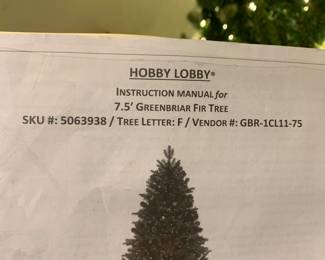 HOBBY LOBBY®
INSTRUCTION MANUAL for
7.5' GREENBRIAR FIR TREE
SKU #: 5063938 / TREE LETTER: F / VENDOR #: GBR-1CL11-75